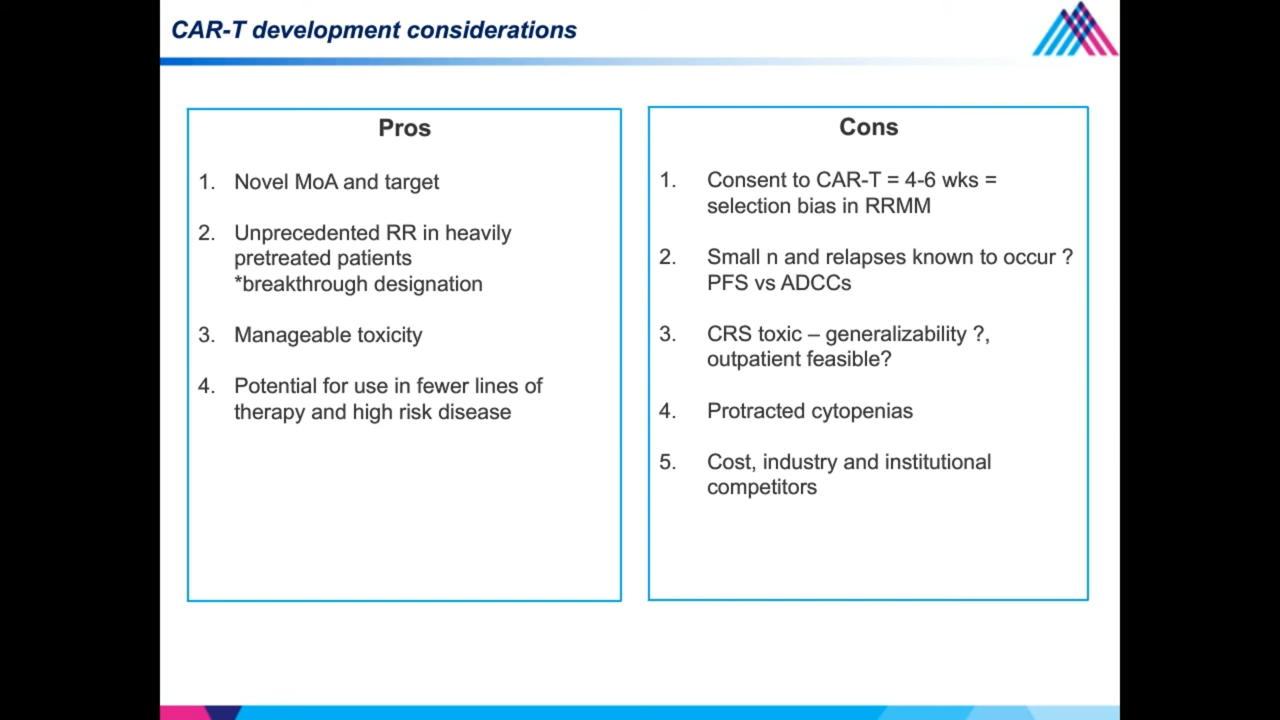 CAR-T development considerations
Pros
1. Novel MoA and target
2. Unprecedented RR in heavily
pretreated patients
*breakthrough designation
3. Manageable toxicity
4. Potential for use in fewer lines of
therapy and high risk disease
Cons
1. Consent to CAR-T = 4-6 wks =
selection bias in RRMM
2. Small n and relapses known to occur ?
PFS vs ADCCs
3. CRS toxic – generalizability ?,
outpatient feasible?
4. Protracted cytopenias
5. Cost, industry and institutional
competitors